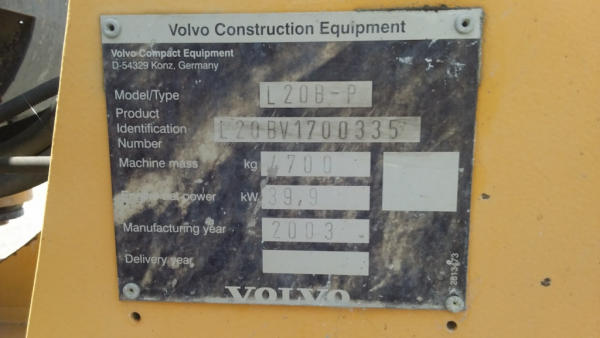 Volvo Construction Equipment
Volvo Compact Equipment
D-54329 Konz, Germany
Model/Type L20B-P
Product
Identification L20BV1700335
Number
Machine mass kg 4700
power kW 39,9
Manufacturing year 2003
Delivery year
VOLVO